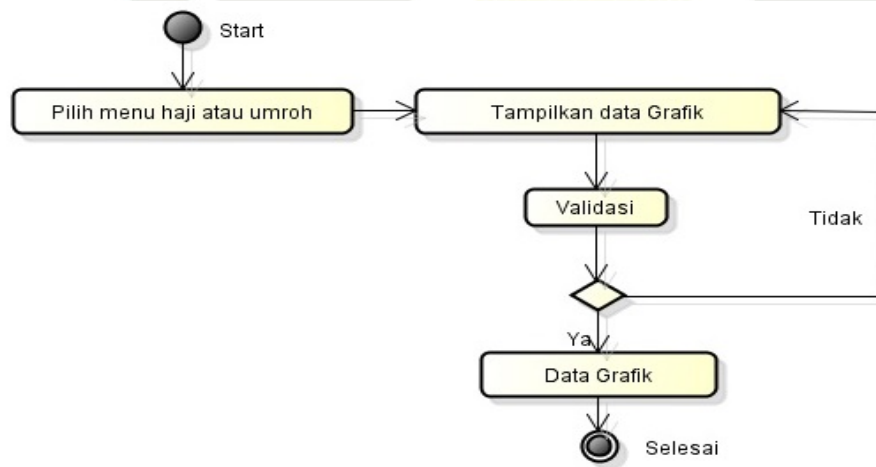 Start
Pilih menu haji atau umroh
Tampilkan data Grafik
Validasi
Tidak
Ya
Data Grafik
Selesai